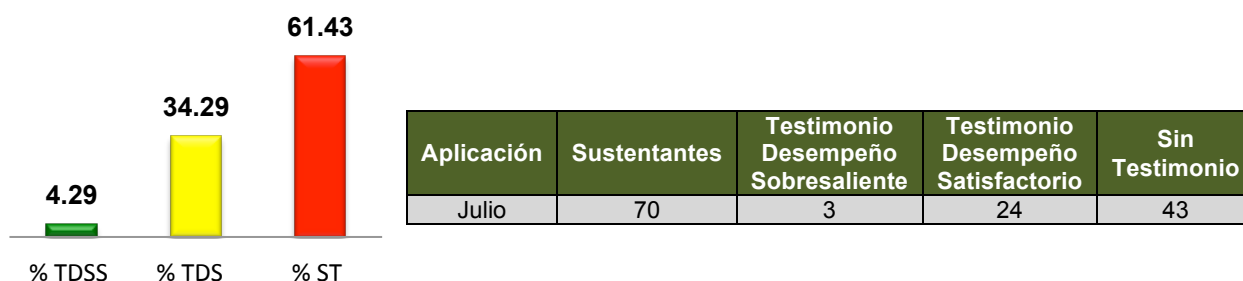 61.43
34.29
4.29
% TDSS % TDS % ST
Aplicación Sustentantes Testimonio Desempeño Sobresaliente Testimonio Desempeño Satisfactorio Sin Testimonio
Julio 70 3 24 43